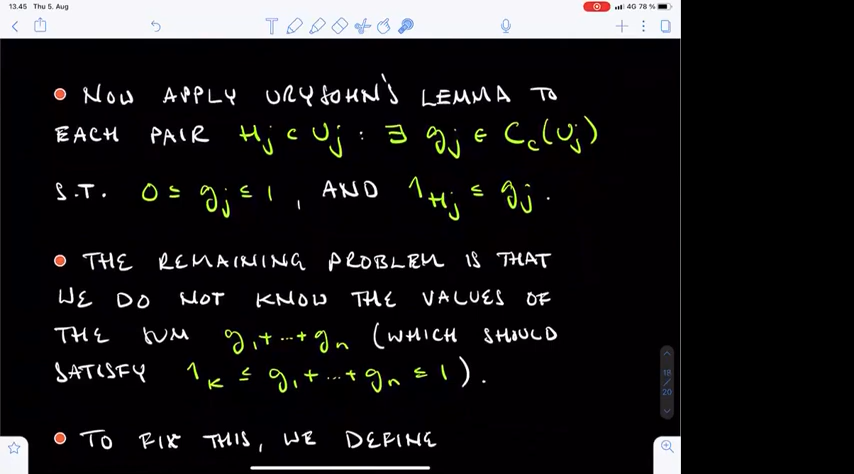 13.45 Thu 5. Aug
4G 78 %
NOW APPLY URYSOHN'S LEMMA TO
EACH PAIR Hj ⊂ Uj : ∃ gj ∈ Cc(Uj)
S.T. 0 ≤ gj ≤ 1, AND 1Hj ≤ gj.
THE REMAINING PROBLEM IS THAT
WE DO NOT KNOW THE VALUES OF
THE SUM g1+...+gn (WHICH SHOULD
SATISFY 1K ≤ g1+...+gn ≤ 1).
TO FIX THIS, WE DEFINE
18
/
20